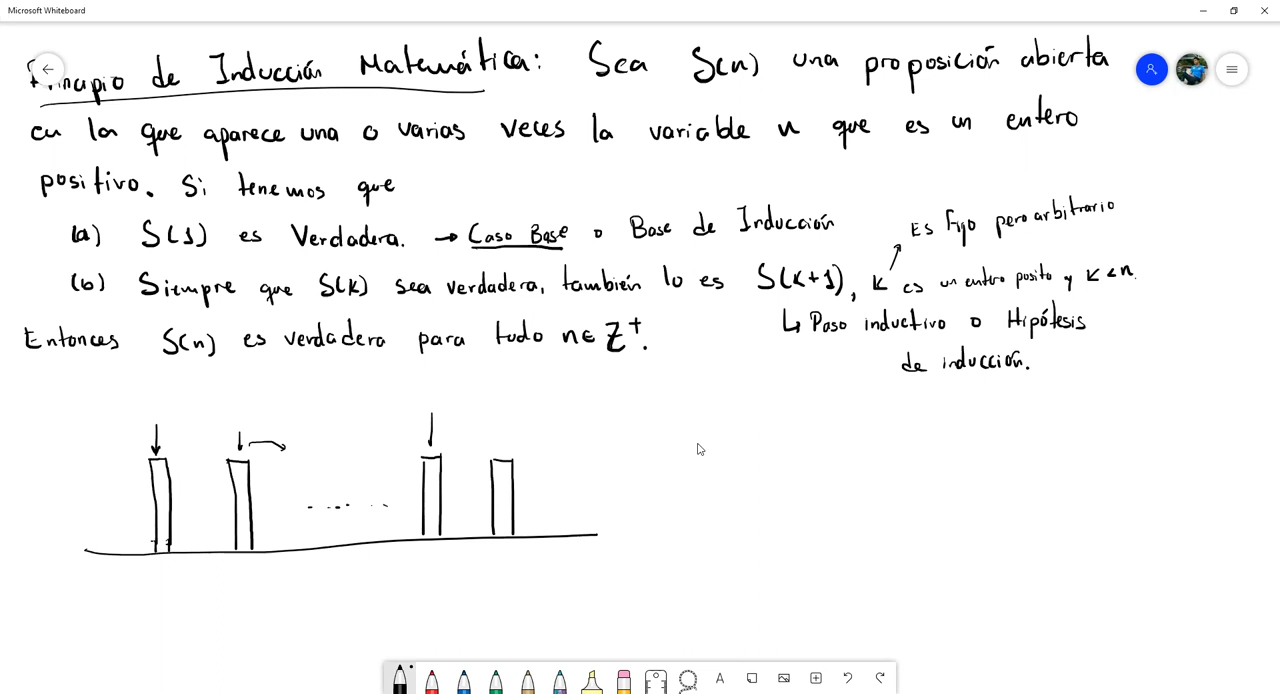 Microsoft Whiteboard
Principio de Inducción Matemática: Sea S(n) una proposición abierta
en la que aparece una o varias veces la variable n que es un entero
positivo. Si tenemos que
(a) S(1) es Verdadera. → Caso Base o Base de Inducción
Es Fijo pero arbitrario
(b) Siempre que S(k) sea verdadera, también lo es S(k+1), k es un entero posito y k<n.
↳ Paso inductivo o Hipótesis
de inducción.
Entonces S(n) es verdadera para todo n∈Z⁺.
A